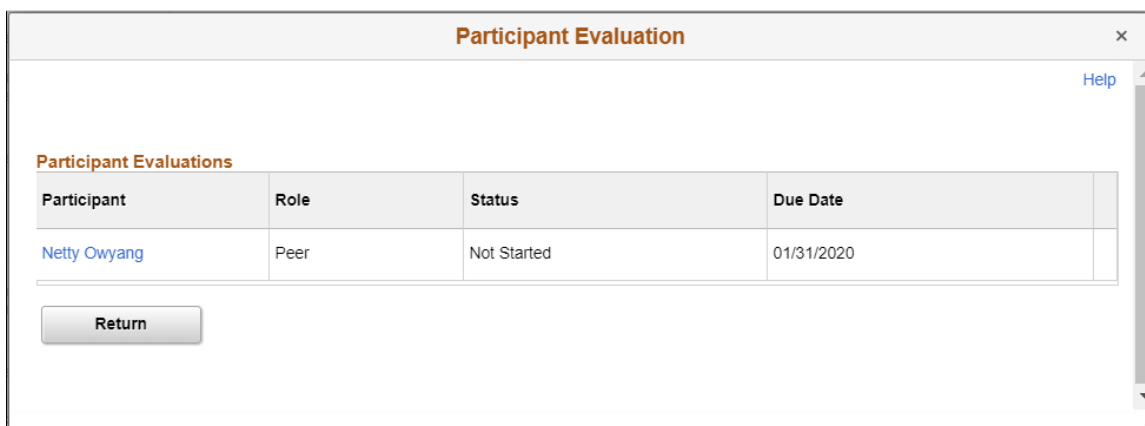 Participant Evaluation ×
Help
Participant Evaluations
Participant Role Status Due Date
Netty Owyang Peer Not Started 01/31/2020
Return